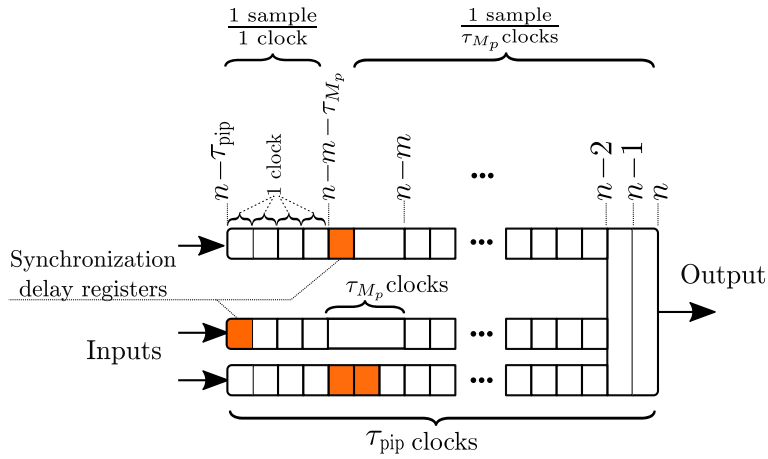 1 sample / 1 clock
1 sample / τ_{M_p} clocks
n−τ_pip
1 clock
n−m−τ_{M_p}
n−m
...
n−2
n−1
n
...
Synchronization
delay registers
τ_{M_p} clocks
Output
...
Inputs
...
τ_pip clocks